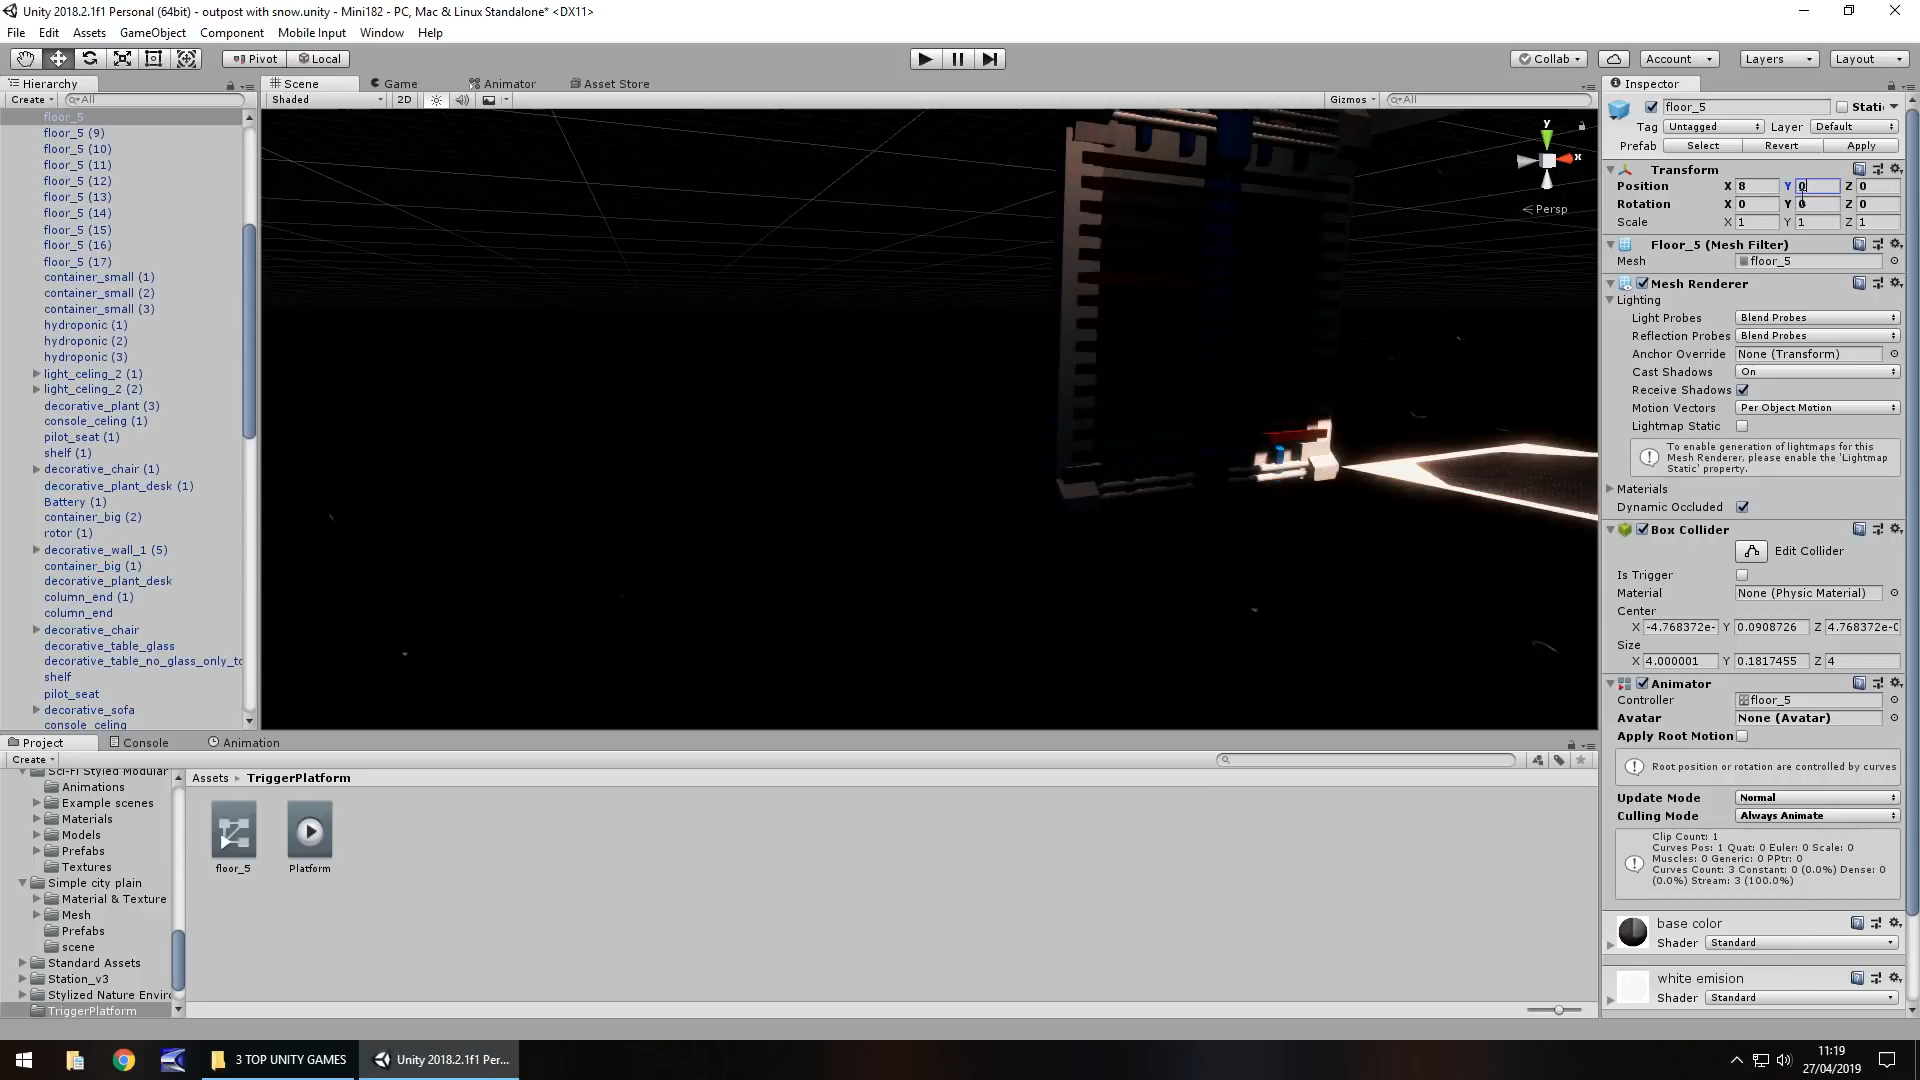 Unity 2018.2.1f1 Personal (64bit) - outpost with snow.unity - Mini182 - PC, Mac & Linux Standalone* <DX11>
File Edit Assets GameObject Component Mobile Input Window Help
Pivot Local Collab Account Layers Layout
Hierarchy Scene Game Animator Asset Store Inspector
Create All Shaded 2D Gizmos All
floor_5 Static
Tag Untagged Layer Default
Prefab Select Revert Apply
Transform
Position X 8 Y 0 Z 0
Rotation X 0 Y 0 Z 0
Scale X 1 Y 1 Z 1
Floor_5 (Mesh Filter)
Mesh floor_5
Mesh Renderer
Lighting
Light Probes Blend Probes
Reflection Probes Blend Probes
Anchor Override None (Transform)
Cast Shadows On
Receive Shadows
Motion Vectors Per Object Motion
Lightmap Static
To enable generation of lightmaps for this
Mesh Renderer, please enable the 'Lightmap
Static' property.
Materials
Dynamic Occluded
Box Collider
Edit Collider
Is Trigger
Material None (Physic Material)
Center
X -4.768372e- Y 0.0908726 Z 4.768372e-0
Size
X 4.000001 Y 0.1817455 Z 4
Animator
Controller floor_5
Avatar None (Avatar)
Apply Root Motion
Root position or rotation are controlled by curves
Update Mode Normal
Culling Mode Always Animate
Clip Count: 1
Curves Pos: 1 Quat: 0 Euler: 0 Scale: 0
Muscles: 0 Generic: 0 PPtr: 0
Curves Count: 3 Constant: 0 (0.0%) Dense: 0
(0.0%) Stream: 3 (100.0%)
base color
Shader Standard
white emision
Shader Standard
y
x
Persp
floor_5
floor_5 (9)
floor_5 (10)
floor_5 (11)
floor_5 (12)
floor_5 (13)
floor_5 (14)
floor_5 (15)
floor_5 (16)
floor_5 (17)
container_small (1)
container_small (2)
container_small (3)
hydroponic (1)
hydroponic (2)
hydroponic (3)
light_celing_2 (1)
light_celing_2 (2)
decorative_plant (3)
console_celing (1)
pilot_seat (1)
shelf (1)
decorative_chair (1)
decorative_plant_desk (1)
Battery (1)
container_big (2)
rotor (1)
decorative_wall_1 (5)
container_big (1)
decorative_plant_desk
column_end (1)
column_end
decorative_chair
decorative_table_glass
decorative_table_no_glass_only_to
shelf
pilot_seat
decorative_sofa
console_celing
Project Console Animation
Create
Sci-Fi Styled Modular
Animations
Example scenes
Materials
Models
Prefabs
Textures
Simple city plain
Material & Texture
Mesh
Prefabs
scene
Standard Assets
Station_v3
Stylized Nature Enviro
TriggerPlatform
Assets TriggerPlatform
floor_5 Platform
3 TOP UNITY GAMES Unity 2018.2.1f1 Per...
11:19
27/04/2019